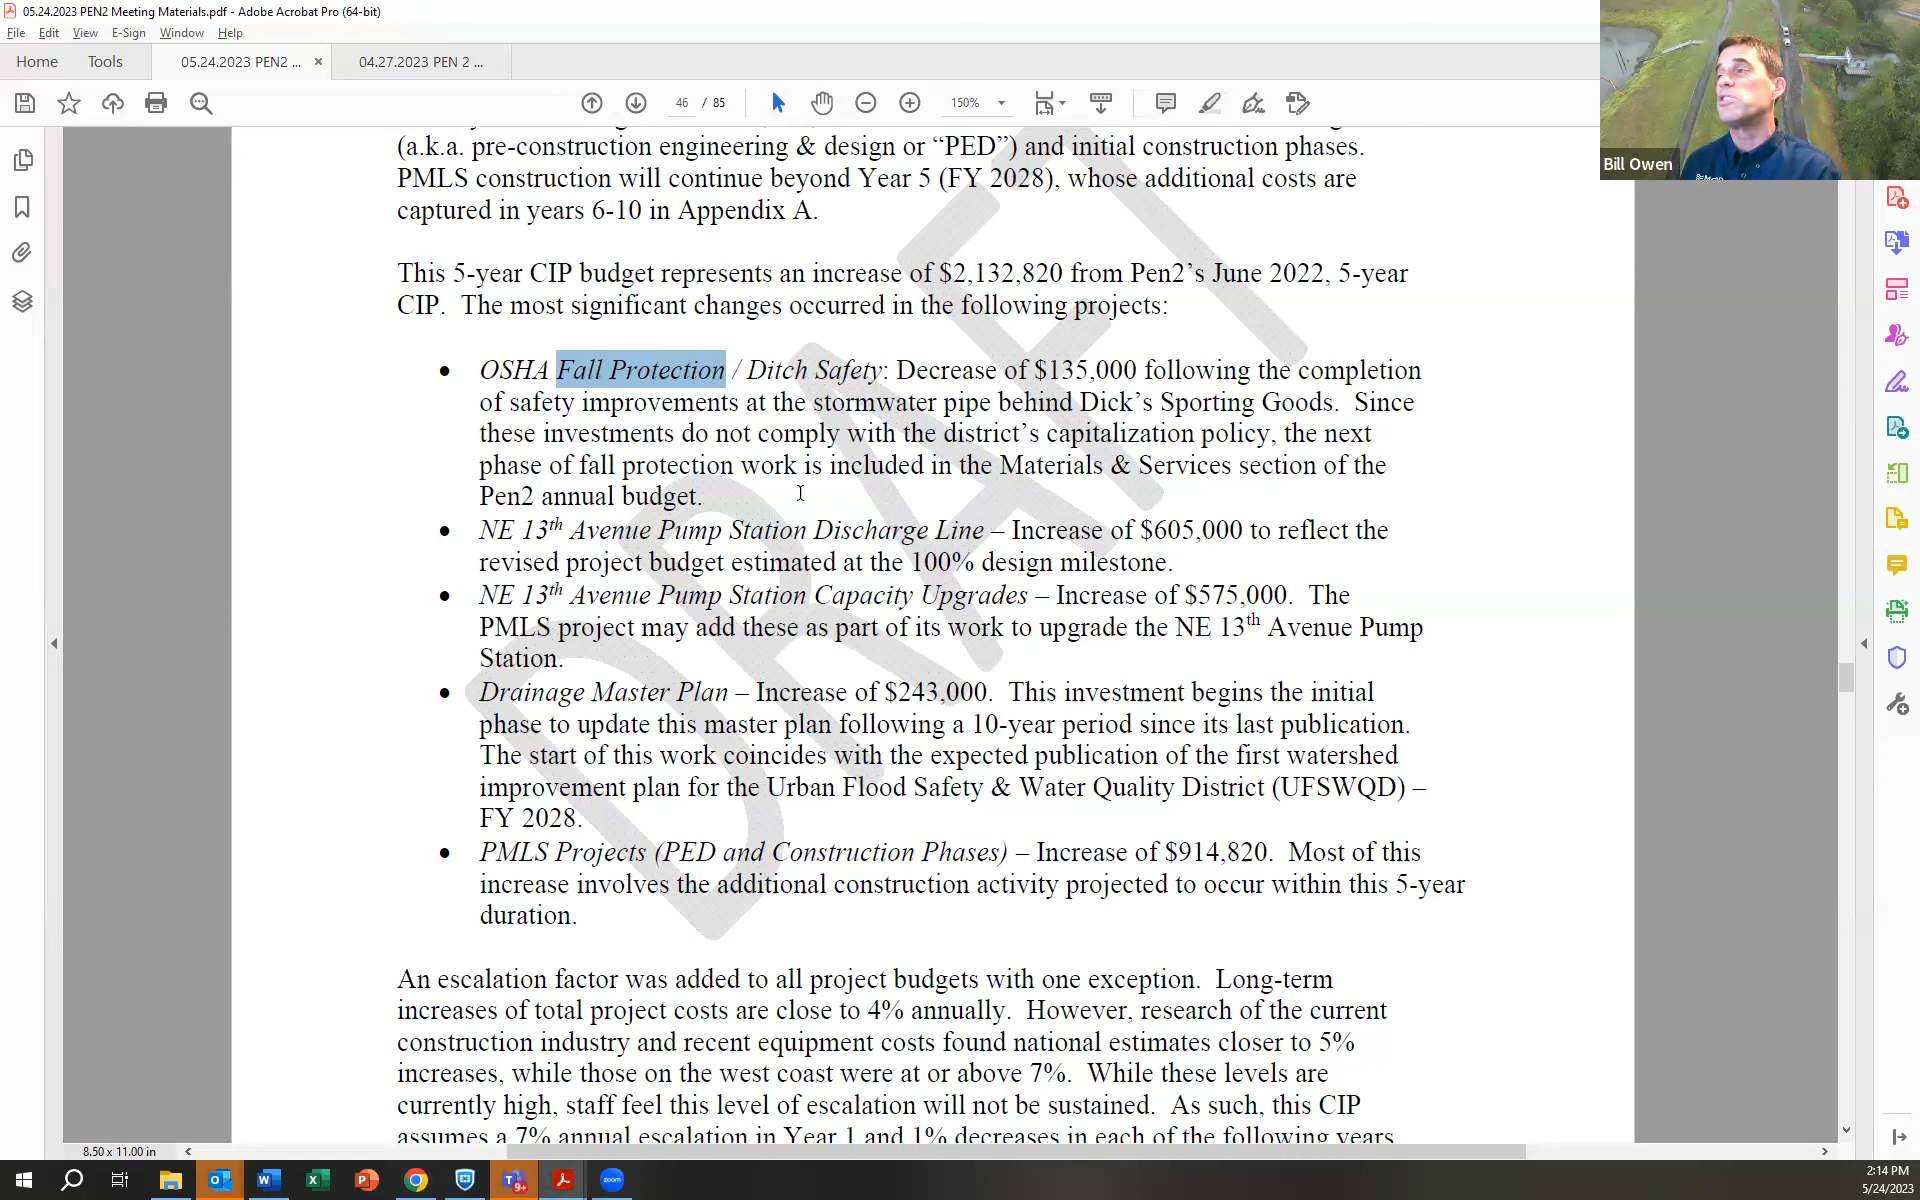 05.24.2023 PEN2 Meeting Materials.pdf - Adobe Acrobat Pro (64-bit)
File Edit View E-Sign Window Help
Home Tools 05.24.2023 PEN2 ... × 04.27.2023 PEN 2 ...
46 / 85 150%
Bill Owen
(a.k.a. pre-construction engineering & design or “PED”) and initial construction phases.
PMLS construction will continue beyond Year 5 (FY 2028), whose additional costs are
captured in years 6-10 in Appendix A.
This 5-year CIP budget represents an increase of $2,132,820 from Pen2’s June 2022, 5-year
CIP. The most significant changes occurred in the following projects:
• OSHA Fall Protection / Ditch Safety: Decrease of $135,000 following the completion
of safety improvements at the stormwater pipe behind Dick’s Sporting Goods. Since
these investments do not comply with the district’s capitalization policy, the next
phase of fall protection work is included in the Materials & Services section of the
Pen2 annual budget.
• NE 13th Avenue Pump Station Discharge Line – Increase of $605,000 to reflect the
revised project budget estimated at the 100% design milestone.
• NE 13th Avenue Pump Station Capacity Upgrades – Increase of $575,000. The
PMLS project may add these as part of its work to upgrade the NE 13th Avenue Pump
Station.
• Drainage Master Plan – Increase of $243,000. This investment begins the initial
phase to update this master plan following a 10-year period since its last publication.
The start of this work coincides with the expected publication of the first watershed
improvement plan for the Urban Flood Safety & Water Quality District (UFSWQD) –
FY 2028.
• PMLS Projects (PED and Construction Phases) – Increase of $914,820. Most of this
increase involves the additional construction activity projected to occur within this 5-year
duration.
An escalation factor was added to all project budgets with one exception. Long-term
increases of total project costs are close to 4% annually. However, research of the current
construction industry and recent equipment costs found national estimates closer to 5%
increases, while those on the west coast were at or above 7%. While these levels are
currently high, staff feel this level of escalation will not be sustained. As such, this CIP
assumes a 7% annual escalation in Year 1 and 1% decreases in each of the following years
DRAFT
8.50 x 11.00 in
9+
zoom
2:14 PM
5/24/2023